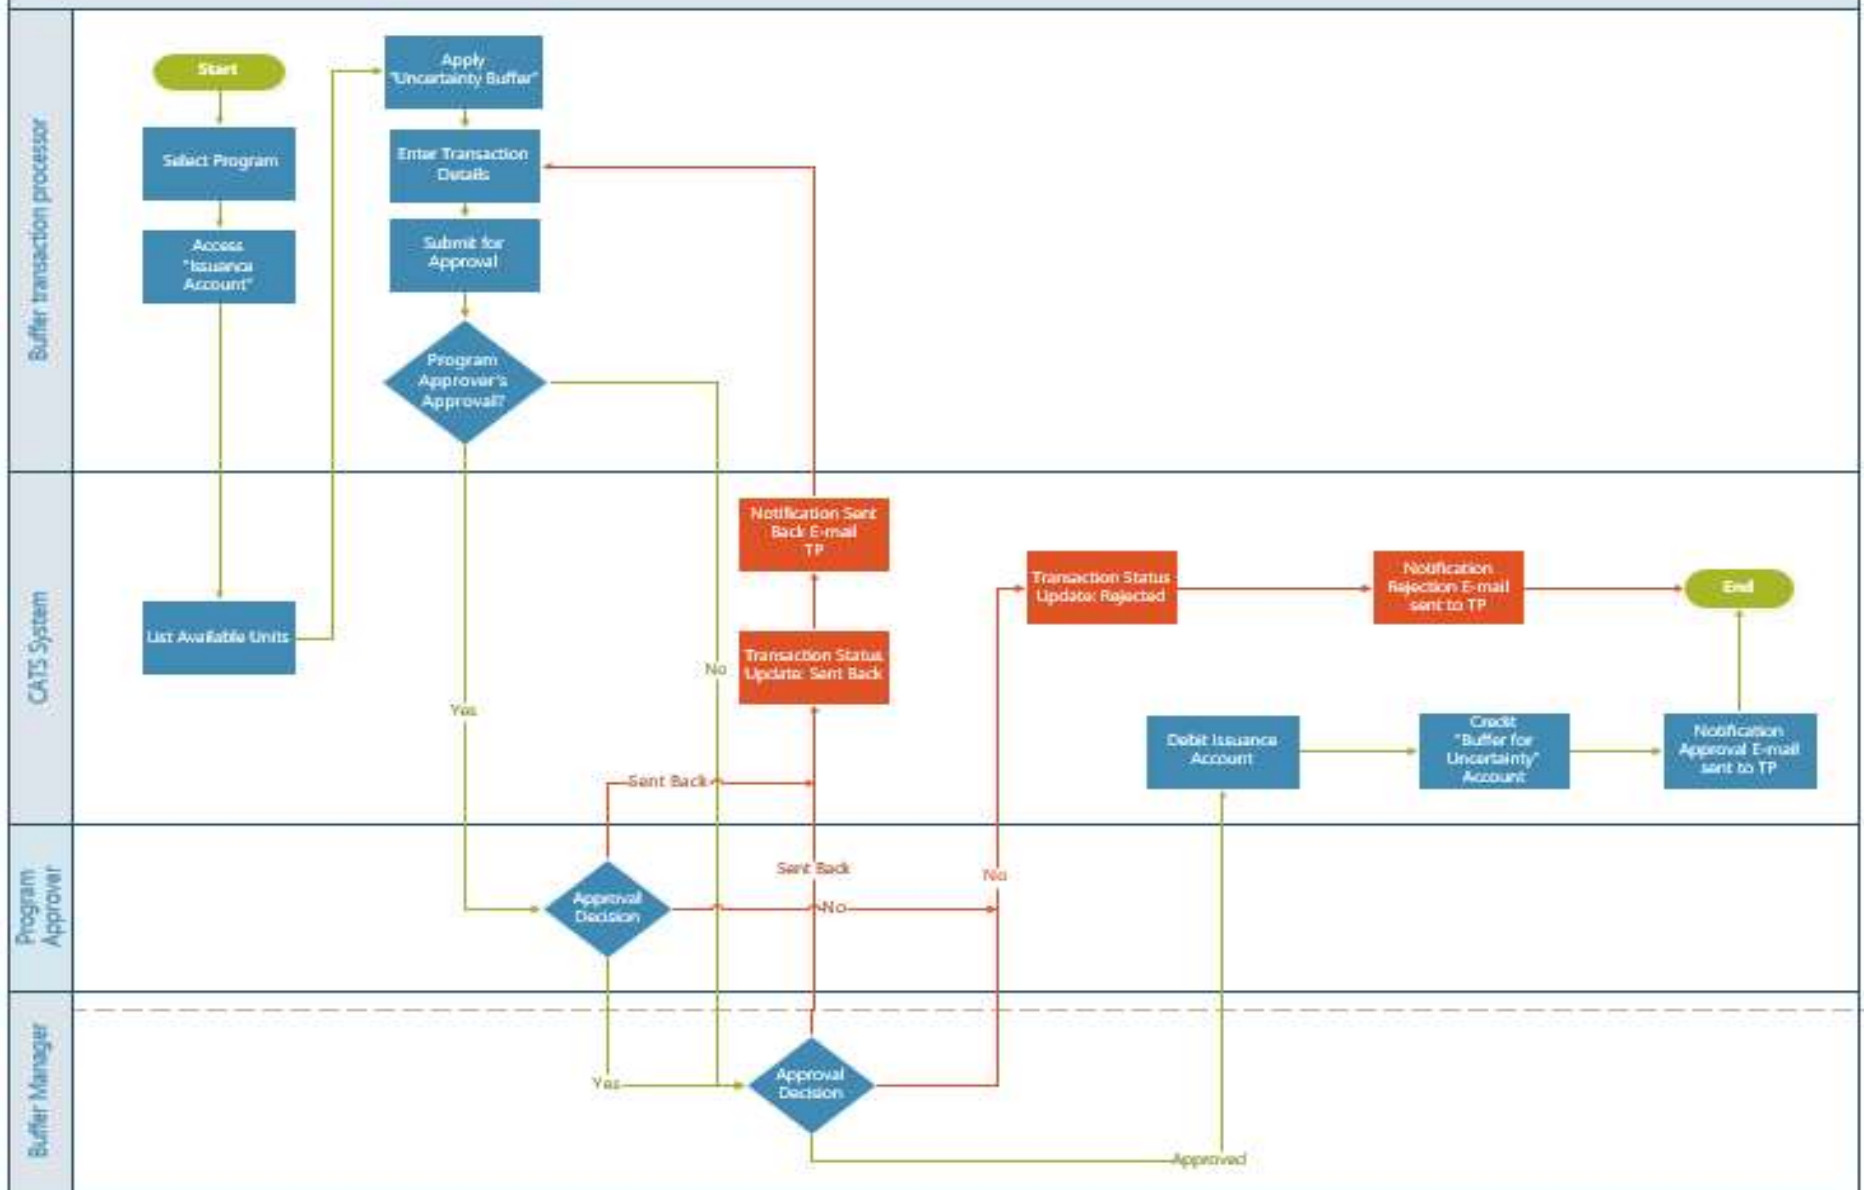 Buffer transaction processor
Start
Select Program
Access
"Issuance
Account"
Apply
"Uncertainty Buffer"
Enter Transaction
Details
Submit for
Approval
Program
Approver's
Approval?
CATS System
List Available Units
Yes
No
Notification Sent
Back E-mail
TP
Transaction Status
Update: Sent Back
Sent Back
Transaction Status
Update: Rejected
Notification
Rejection E-mail
sent to TP
End
Debit Issuance
Account
Credit
"Buffer for
Uncertainty"
Account
Notification
Approval E-mail
sent to TP
Program
Approver
Approval
Decision
Sent Back
No
No
Buffer Manager
Yes
Approval
Decision
Approved